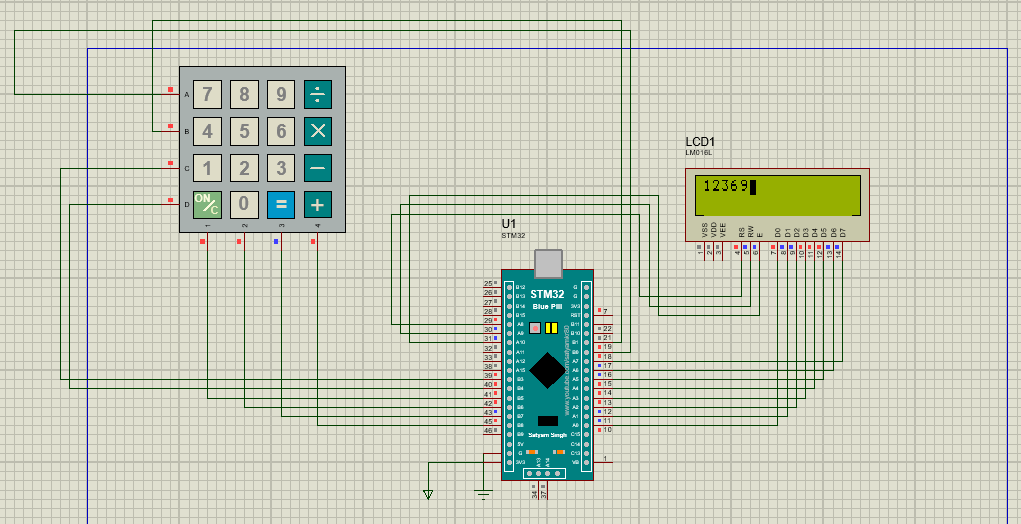 LCD1
LM016L
12369
VSS VDD VEE RS RW E D0 D1 D2 D3 D4 D5 D6 D7
1 2 3 4 5 6 7 8 9 10 11 12 13 14
A 7 8 9 ÷
B 4 5 6 ×
C 1 2 3 −
D ON/C 0 = +
1 2 3 4
U1
STM32
STM32
Blue Pill
25 B12 G
26 B13 G
27 B14 3V3
28 B15 RST 7
29 A8 B11
30 A9 B10 22
31 A10 B1 21
32 A11 B0 19
33 A12 A7 18
38 A15 A6 17
39 B3 A5 16
40 B4 A4 15
41 B5 A3 14
42 B6 A2 13
43 B7 A1 12
45 B8 A0 11
46 B9 C15 10
5V C14
G C13
3V3 VB 1
Satyam Singh
A13 A14
34 37